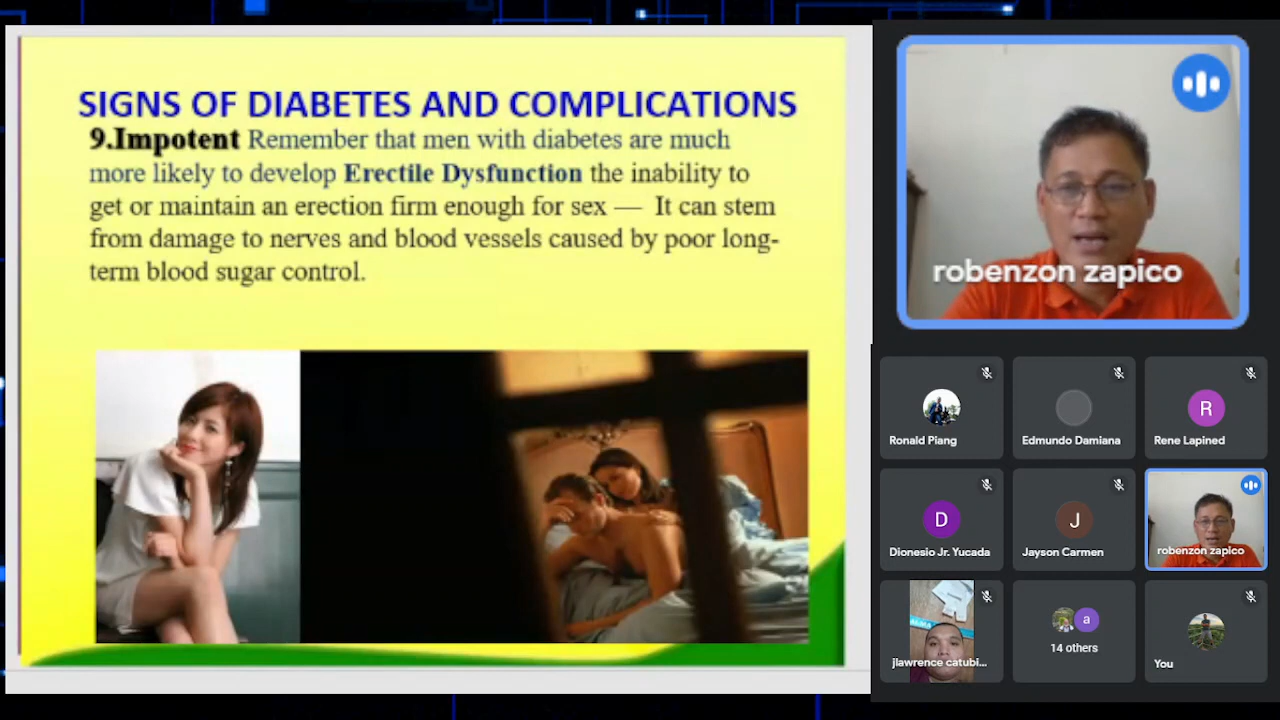 SIGNS OF DIABETES AND COMPLICATIONS
9.Impotent Remember that men with diabetes are much
more likely to develop Erectile Dysfunction the inability to
get or maintain an erection firm enough for sex — It can stem
from damage to nerves and blood vessels caused by poor long-
term blood sugar control.
robenzon zapico
Ronald Piang
Edmundo Damiana
R
Rene Lapined
D
Dionesio Jr. Yucada
J
Jayson Carmen
robenzon zapico
jlawrence catubi...
a
14 others
You